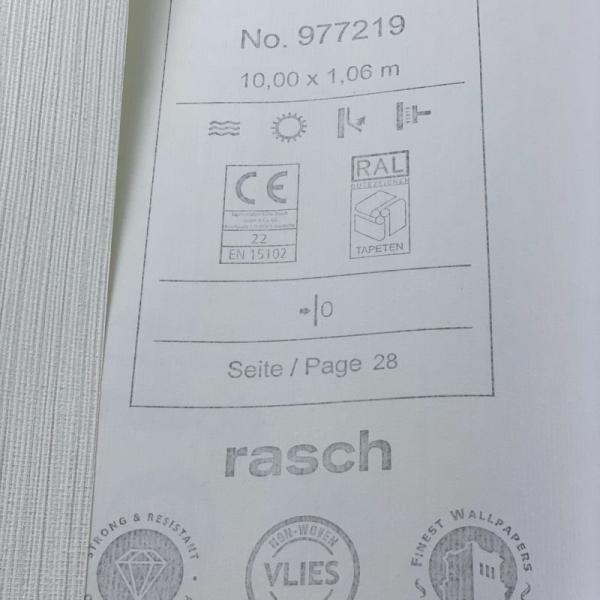 No. 977219
10,00 x 1,06 m
CE
22
EN 15102
RAL
GÜTEZEICHEN
TAPETEN
0
Seite / Page 28
rasch
STRONG & RESISTANT
NON-WOVEN
VLIES
FINEST WALLPAPERS